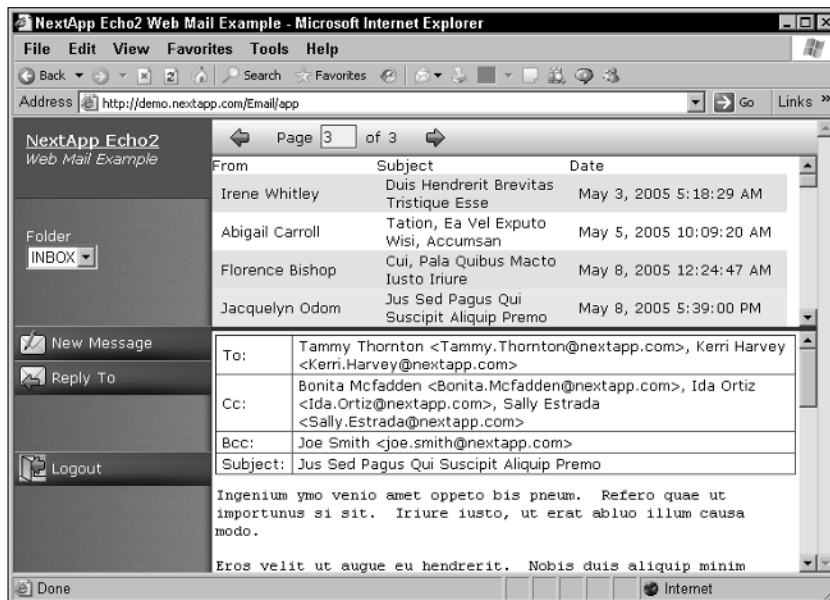 NextApp Echo2 Web Mail Example - Microsoft Internet Explorer
File Edit View Favorites Tools Help
Back Search Favorites
Address http://demo.nextapp.com/Email/app Go Links »
NextApp Echo2
Web Mail Example
Page 3 of 3
From Subject Date
Irene Whitley Duis Hendrerit Brevitas Tristique Esse May 3, 2005 5:18:29 AM
Abigail Carroll Tation, Ea Vel Exputo Wisi, Accumsan May 5, 2005 10:09:20 AM
Florence Bishop Cui, Pala Quibus Macto Iusto Iriure May 8, 2005 12:24:47 AM
Jacquelyn Odom Jus Sed Pagus Qui Suscipit Aliquip Premo May 8, 2005 5:39:00 PM
Folder
INBOX
New Message
Reply To
Logout
To: Tammy Thornton <Tammy.Thornton@nextapp.com>, Kerri Harvey
<Kerri.Harvey@nextapp.com>
Cc: Bonita Mcfadden <Bonita.Mcfadden@nextapp.com>, Ida Ortiz
<Ida.Ortiz@nextapp.com>, Sally Estrada
<Sally.Estrada@nextapp.com>
Bcc: Joe Smith <joe.smith@nextapp.com>
Subject: Jus Sed Pagus Qui Suscipit Aliquip Premo
Ingenium ymo venio amet oppeto bis pneum. Refero quae ut
importunus si sit. Iriure iusto, ut erat abluo illum causa
modo.
Eros velit ut augue eu hendrerit. Nobis duis aliquip minim
Done Internet